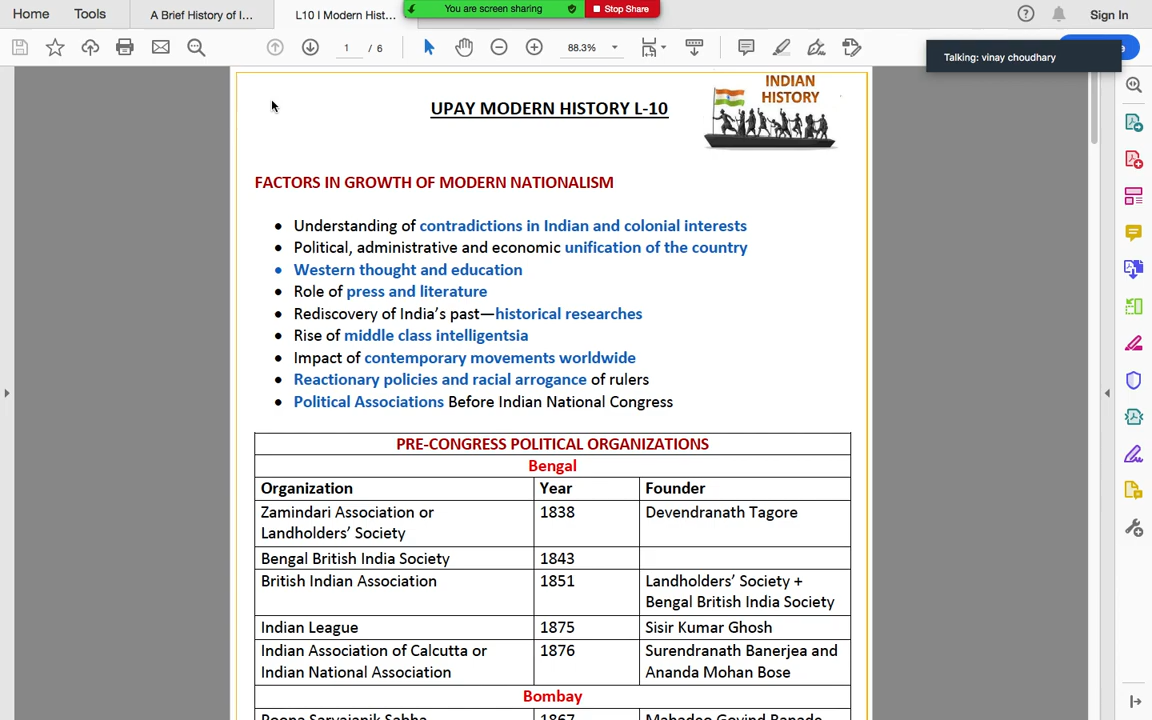 Home Tools A Brief History of I... L10 I Modern Hist... You are screen sharing Stop Share Sign In
1 / 6 88.3%
Talking: vinay choudhary
INDIAN
HISTORY
UPAY MODERN HISTORY L-10
FACTORS IN GROWTH OF MODERN NATIONALISM
• Understanding of contradictions in Indian and colonial interests
• Political, administrative and economic unification of the country
• Western thought and education
• Role of press and literature
• Rediscovery of India's past—historical researches
• Rise of middle class intelligentsia
• Impact of contemporary movements worldwide
• Reactionary policies and racial arrogance of rulers
• Political Associations Before Indian National Congress
PRE-CONGRESS POLITICAL ORGANIZATIONS
Bengal
Organization Year Founder
Zamindari Association or 1838 Devendranath Tagore
Landholders' Society
Bengal British India Society 1843
British Indian Association 1851 Landholders' Society +
Bengal British India Society
Indian League 1875 Sisir Kumar Ghosh
Indian Association of Calcutta or 1876 Surendranath Banerjea and
Indian National Association Ananda Mohan Bose
Bombay
Poona Sarvajanik Sabha 1867 Mahadeo Govind Ranade